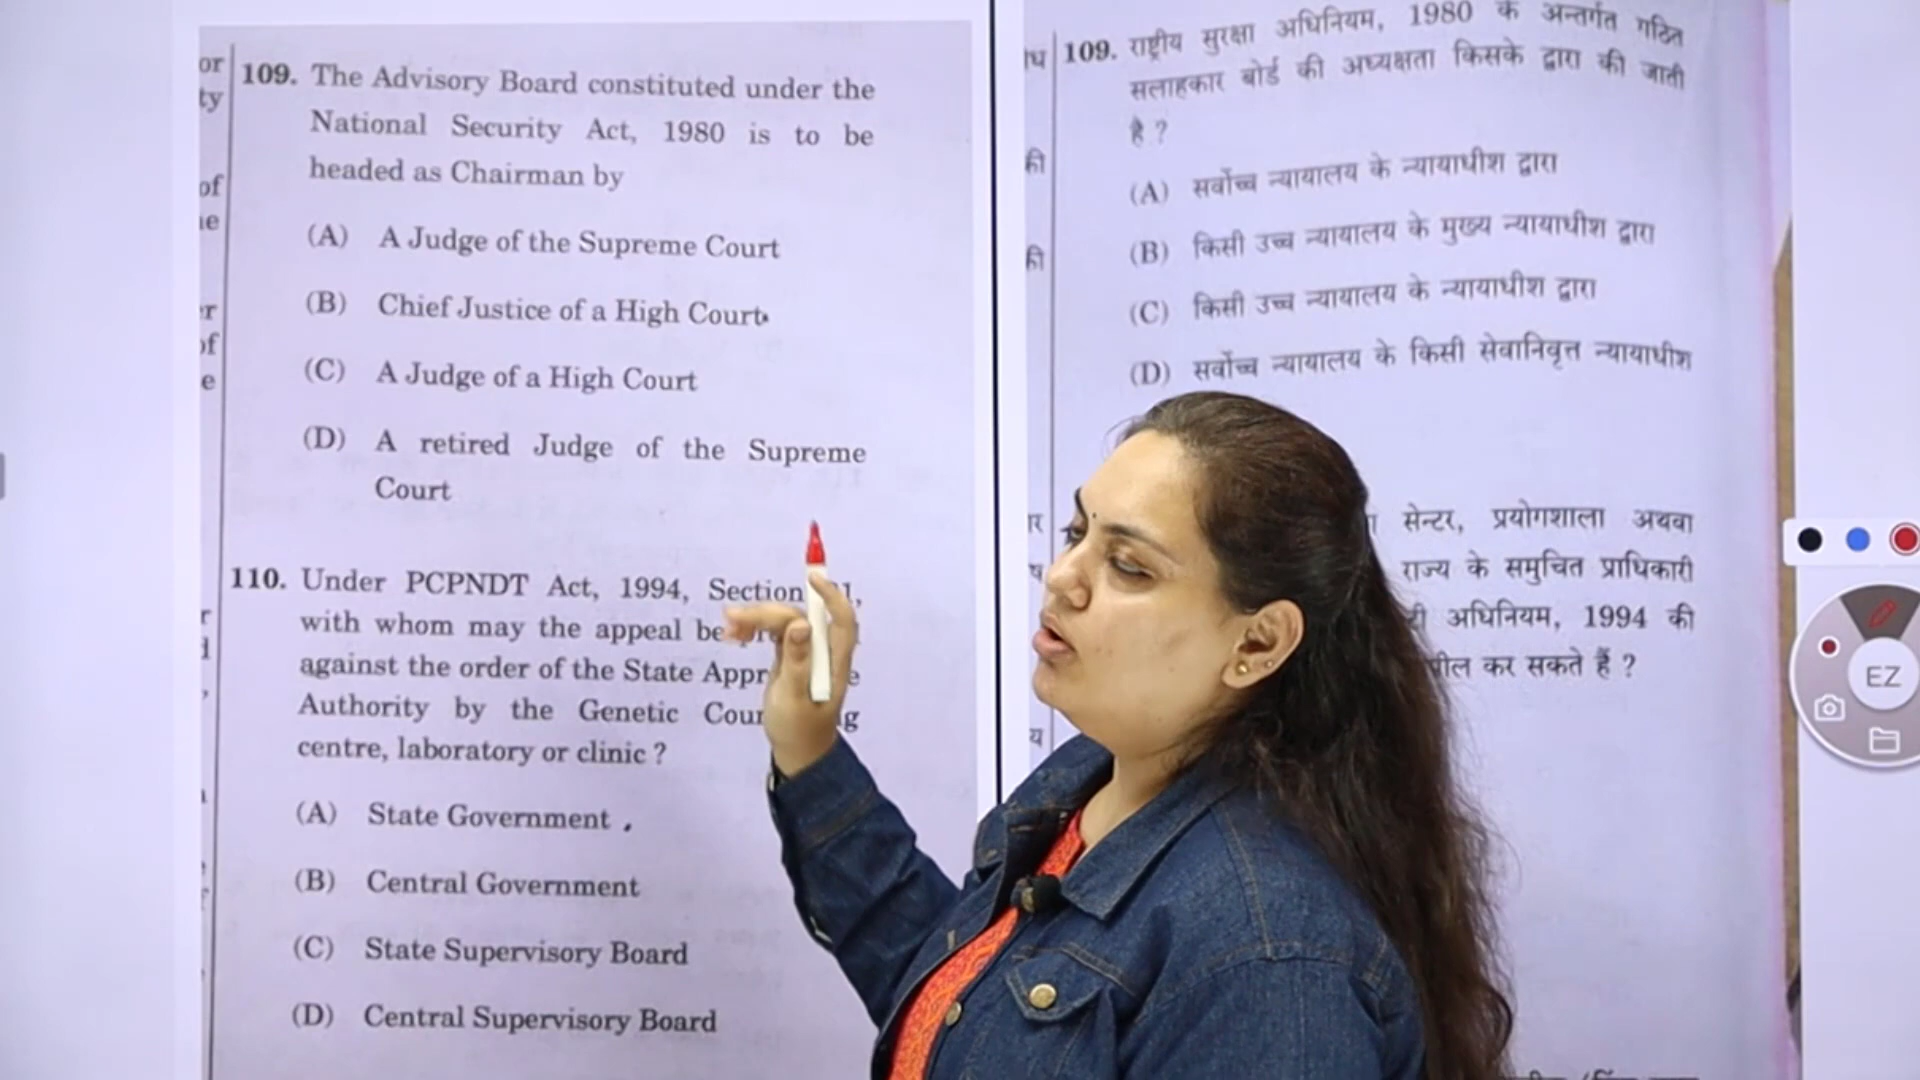 or
ty
of
ie
er
of
e
109. The Advisory Board constituted under the
National Security Act, 1980 is to be
headed as Chairman by
(A) A Judge of the Supreme Court
(B) Chief Justice of a High Court
(C) A Judge of a High Court
(D) A retired Judge of the Supreme
Court
110. Under PCPNDT Act, 1994, Section
with whom may the appeal be
against the order of the State
Authority by the Genetic
centre, laboratory or clinic ?
(A) State Government
(B) Central Government
(C) State Supervisory Board
(D) Central Supervisory Board
109. राष्ट्रीय सुरक्षा अधिनियम, 1980 के अन्तर्गत गठित
सलाहकार बोर्ड की अध्यक्षता किसके द्वारा की जाती
है ?
(A) सर्वोच्च न्यायालय के न्यायाधीश द्वारा
(B) किसी उच्च न्यायालय के मुख्य न्यायाधीश द्वारा
(C) किसी उच्च न्यायालय के न्यायाधीश द्वारा
(D) सर्वोच्च न्यायालय के किसी सेवानिवृत्त न्यायाधीश
सेन्टर, प्रयोगशाला अथवा
राज्य के समुचित प्राधिकारी
अधिनियम, 1994 की
कर सकते हैं ?
EZ